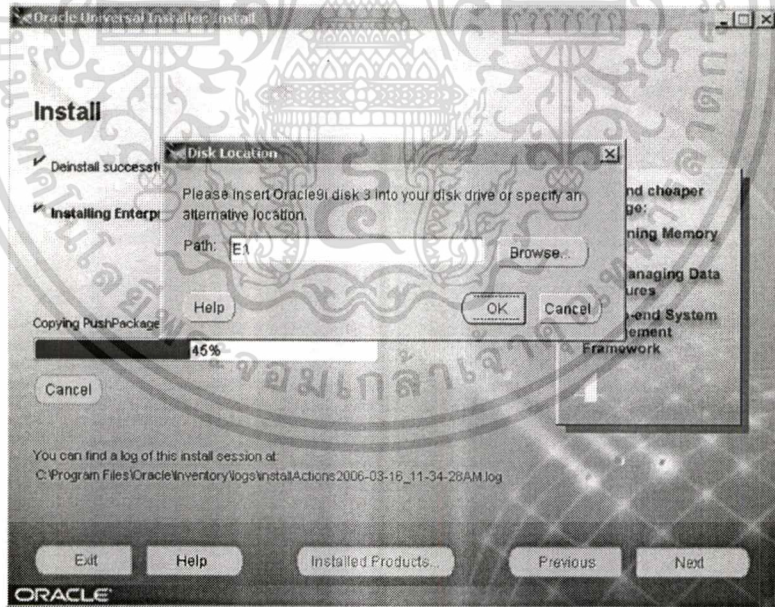 Oracle Universal Installer: Install
Install
Deinstall successf
Installing Enterpr
Disk Location
Please insert Oracle9i disk 3 into your disk drive or specify an
alternative location.
Path: E:\ Browse...
Help OK Cancel
nd cheaper
ge:
ning Memory
anaging Data
ures
-end System
ement
Framework
Copying PushPackage
45%
Cancel
You can find a log of this install session at:
C:\Program Files\Oracle\Inventory\logs\installActions2006-03-16_11-34-28AM.log
Exit Help Installed Products... Previous Next
ORACLE